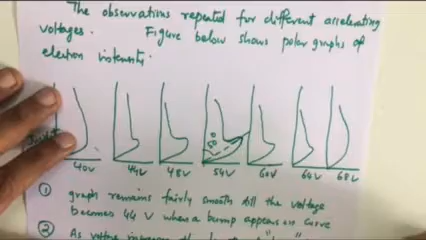 The observations repeated for different accelerating
voltages. Figure below shows polar graphs of
electron intensity.
50°
40V 44V 48V 54V 60V 64V 68V
① graph remains fairly smooth till the voltage
becomes 44 V when a bump appears on curve
② As voltage increases the